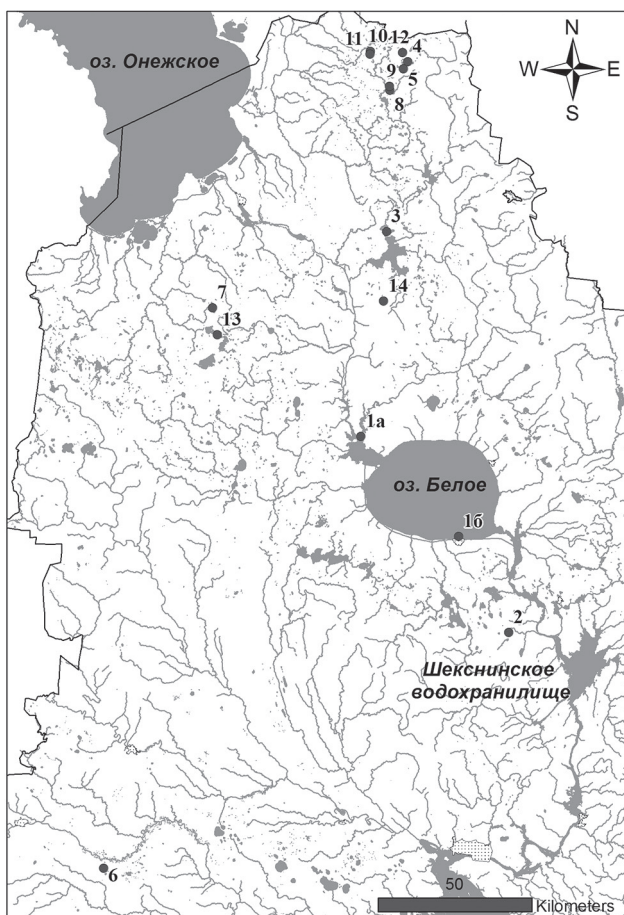 оз. Онежское
11 10 12
4
9
5
8
N
W E
S
3
14
7
13
1а
оз. Белое
1б
2
Шекснинское
водохранилище
6
50
Kilometers